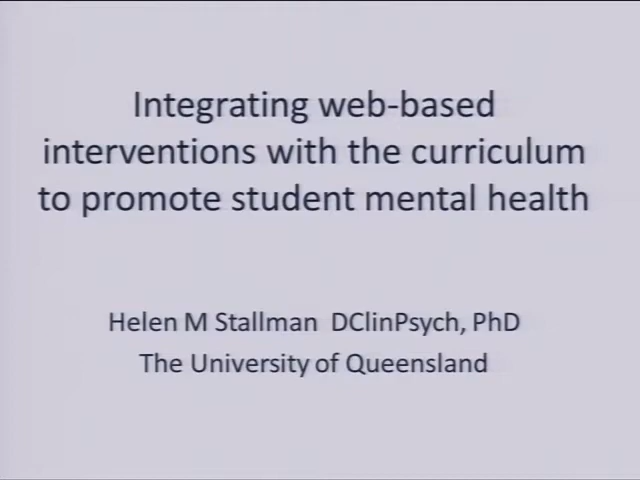 Integrating web-based
interventions with the curriculum
to promote student mental health
Helen M Stallman DClinPsych, PhD
The University of Queensland